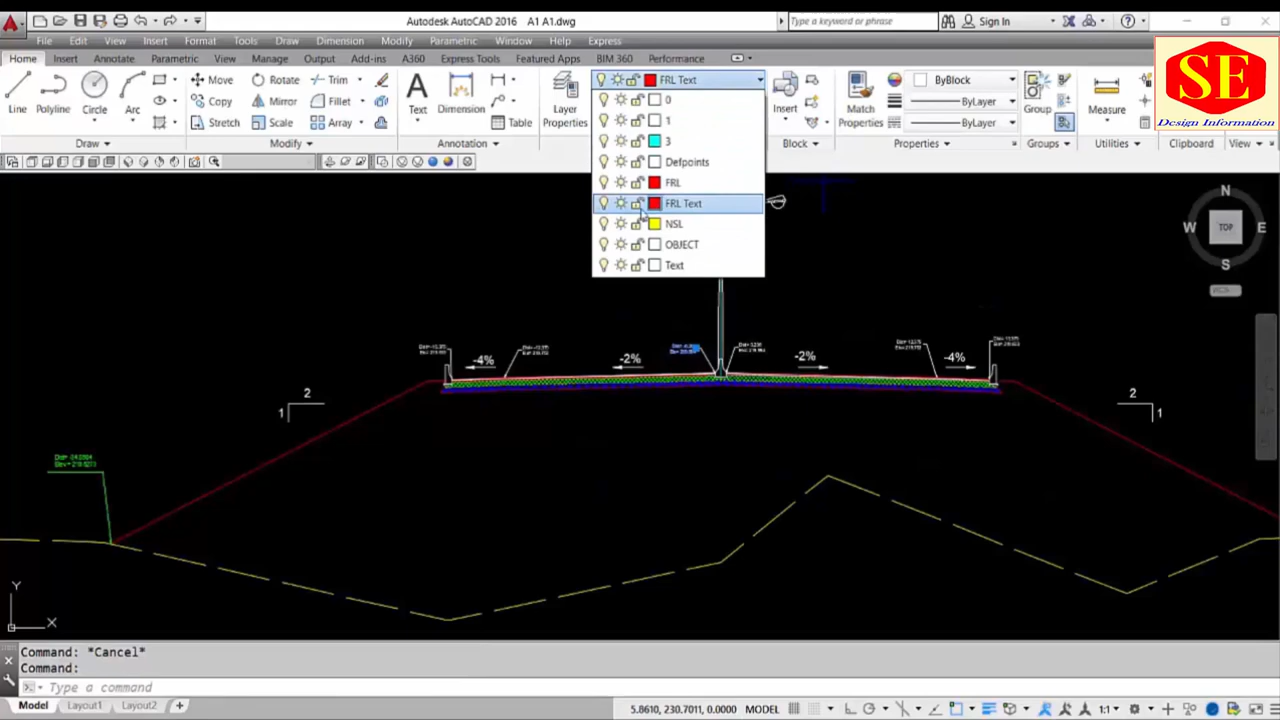 Autodesk AutoCAD 2016 A1 A1.dwg
Type a keyword or phrase
Sign In
File Edit View Insert Format Tools Draw Dimension Modify Parametric Window Help Express
Home Insert Annotate Parametric View Manage Output Add-ins A360 Express Tools Featured Apps BIM 360 Performance
SE
Design Information
Line Polyline Circle Arc
Move Rotate Trim
Copy Mirror Fillet
Stretch Scale Array
Text Dimension
Table
Layer
Properties
FRL Text
0
1
3
Defpoints
FRL
FRL Text
NSL
OBJECT
Text
Insert
Match
Properties
ByBlock
ByLayer
ByLayer
Group
Measure
Draw Modify Annotation Block Properties Groups Utilities Clipboard View
N
W TOP E
S
-4% -2% -2% -4%
2
1
2
1
Y
X
Command: *Cancel*
Command:
Type a command
Model Layout1 Layout2 +
5.8610, 230.7011, 0.0000 MODEL 1:1